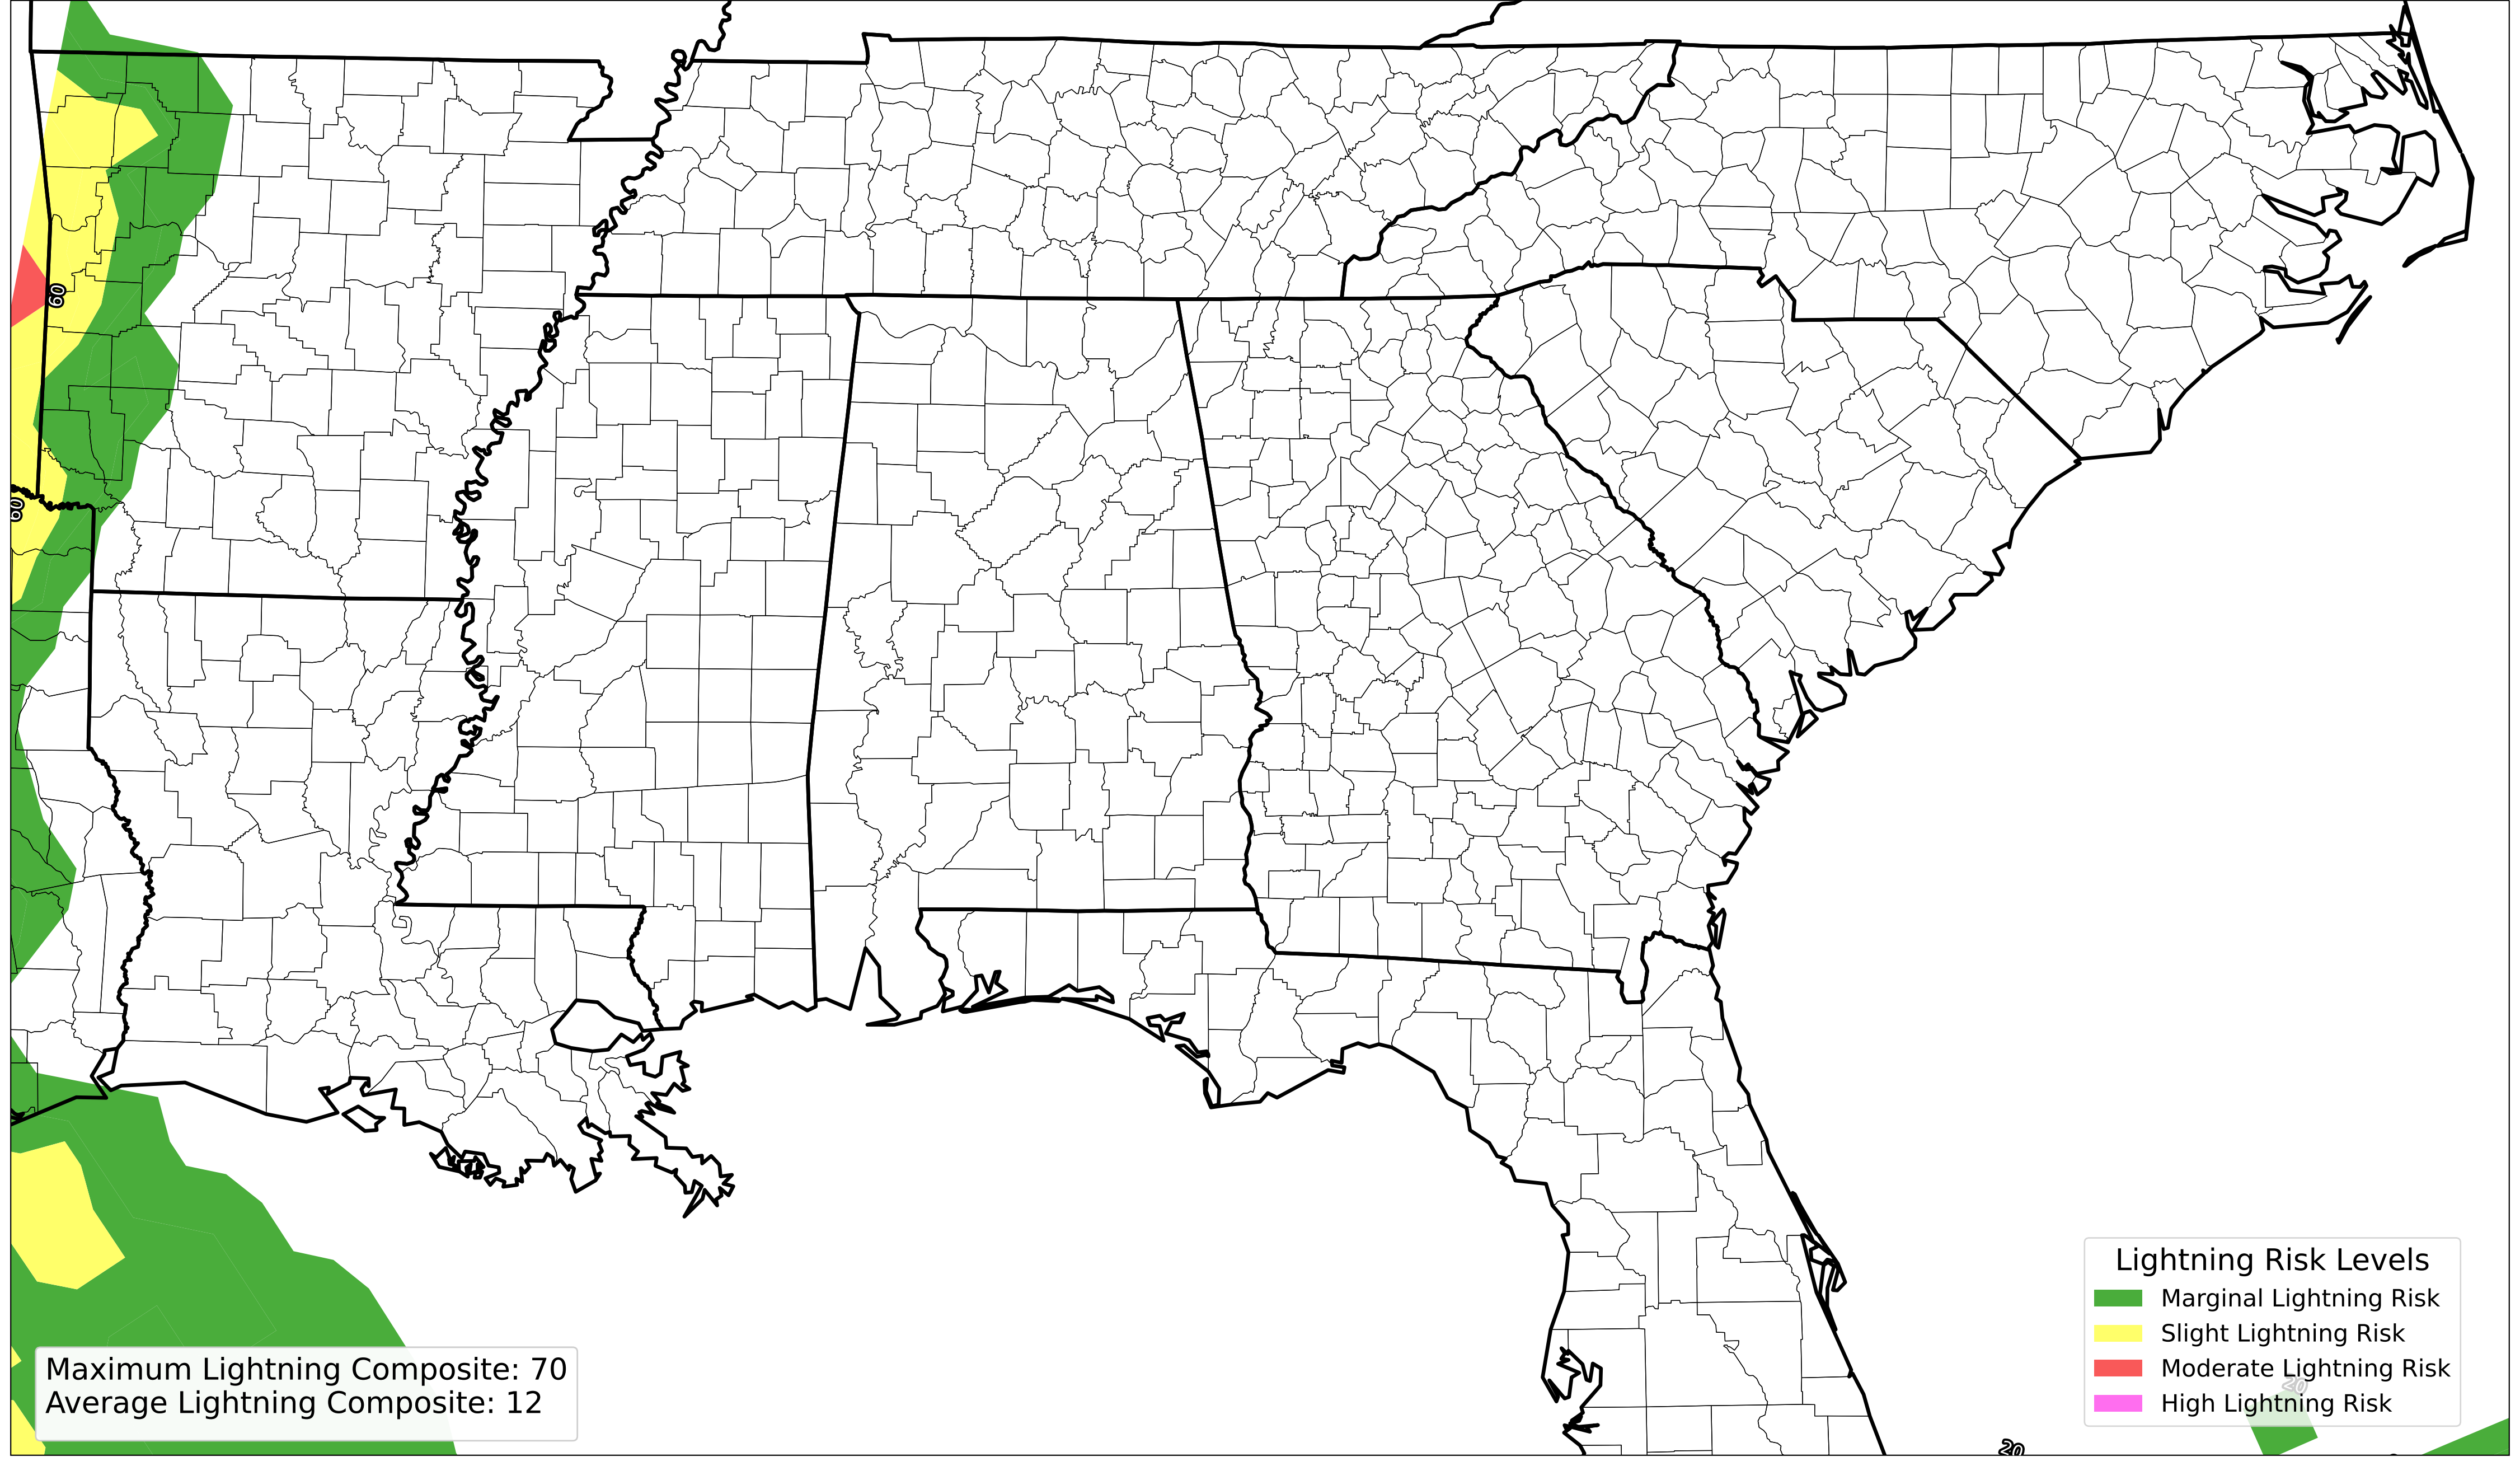 60
60
Maximum Lightning Composite: 70
Average Lightning Composite: 12
Lightning Risk Levels
Marginal Lightning Risk
Slight Lightning Risk
Moderate Lightning Risk
High Lightning Risk
20
20